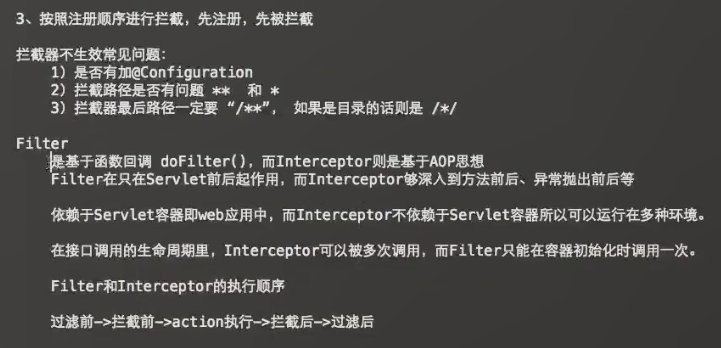 3、按照注册顺序进行拦截，先注册，先被拦截
拦截器不生效常见问题：
1）是否有加@Configuration
2）拦截路径是否有问题 ** 和 *
3）拦截器最后路径一定要 “/**”， 如果是目录的话则是 /*/
Filter
是基于函数回调 doFilter()，而Interceptor则是基于AOP思想
Filter在只在Servlet前后起作用，而Interceptor够深入到方法前后、异常抛出前后等
依赖于Servlet容器即web应用中，而Interceptor不依赖于Servlet容器所以可以运行在多种环境。
在接口调用的生命周期里，Interceptor可以被多次调用，而Filter只能在容器初始化时调用一次。
Filter和Interceptor的执行顺序
过滤前->拦截前->action执行->拦截后->过滤后